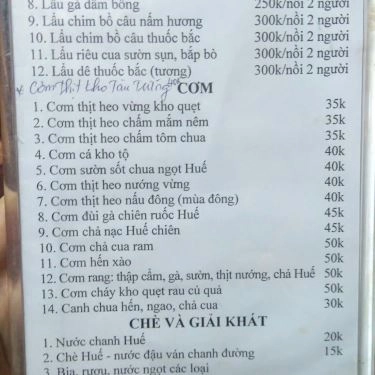 8. Lẩu gà đấm bông 250k/nồi 2 người
9. Lẩu chim bồ câu nấm hương 300k/nồi 2 người
10. Lẩu chim bồ câu thuốc bắc 300k/nồi 2 người
11. Lẩu riêu cua sườn sụn, bắp bò 300k/nồi 2 người
12. Lẩu dê thuốc bắc (tương) 300k/nồi 2 người
Cơm thịt kho Tàu trứng 40k
CƠM
1. Cơm thịt heo vừng kho quẹt 35k
2. Cơm thịt heo chấm mắm nêm 35k
3. Cơm thịt heo chấm tôm chua 35k
4. Cơm cá kho tộ 40k
5. Cơm sườn sốt chua ngọt Huế 40k
6. Cơm thịt heo nướng vừng 40k
7. Cơm thịt heo nấu đông (mùa đông) 40k
8. Cơm đùi gà chiên ruốc Huế 45k
9. Cơm chả nạc Huế chiên 45k
10. Cơm chả cua ram 50k
11. Cơm hến xào 50k
12. Cơm rang: thập cẩm, gà, sườn, thịt nướng, chả Huế 50k
13. Cơm cháy kho quẹt rau củ quả 50k
14. Canh chua hến, ngao, chả cua 30k
CHÈ VÀ GIẢI KHÁT
1. Nước chanh Huế 20k
2. Chè Huế - nước đậu ván chanh đường 15k
3. Bia, rượu, nước ngọt các loại